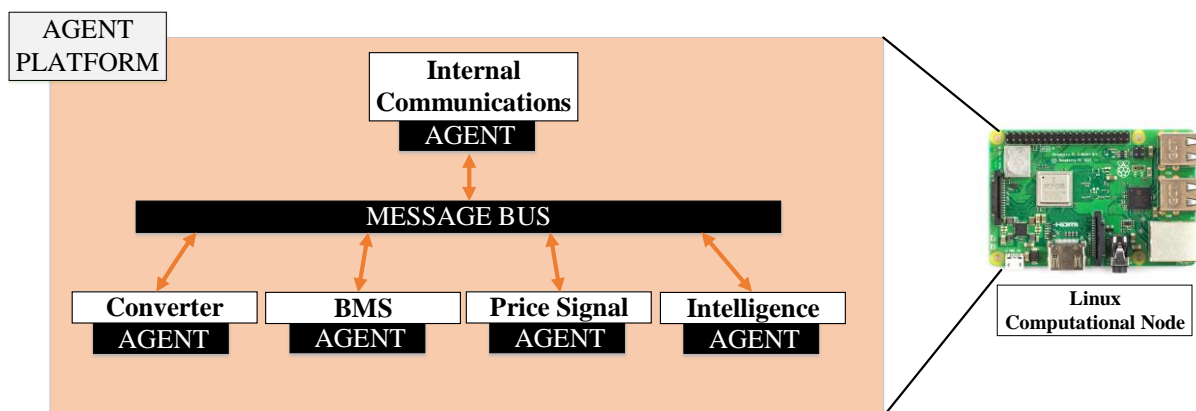 AGENT
PLATFORM
Internal
Communications
AGENT
MESSAGE BUS
Converter
AGENT
BMS
AGENT
Price Signal
AGENT
Intelligence
AGENT
HDMI
Linux
Computational Node